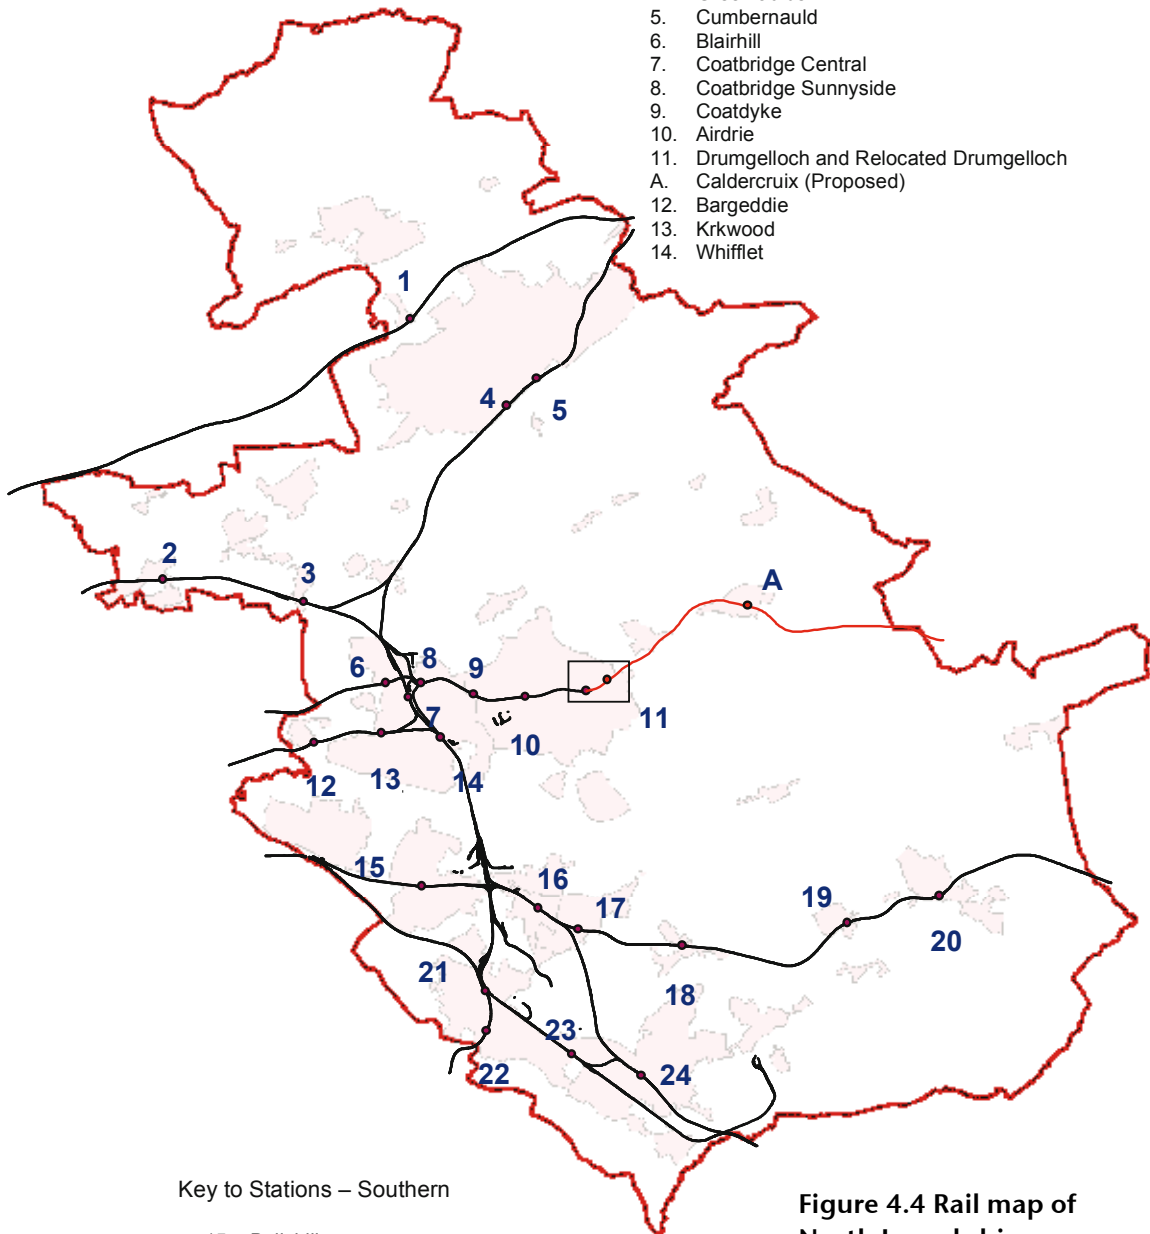 5. Cumbernauld
6. Blairhill
7. Coatbridge Central
8. Coatbridge Sunnyside
9. Coatdyke
10. Airdrie
11. Drumgelloch and Relocated Drumgelloch
A. Caldercruix (Proposed)
12. Bargeddie
13. Krkwood
14. Whifflet
1
4
5
2
3
A
6
8
9
7
10
11
12
13
14
15
16
17
19
20
21
18
23
22
24
Key to Stations – Southern
Figure 4.4 Rail map of